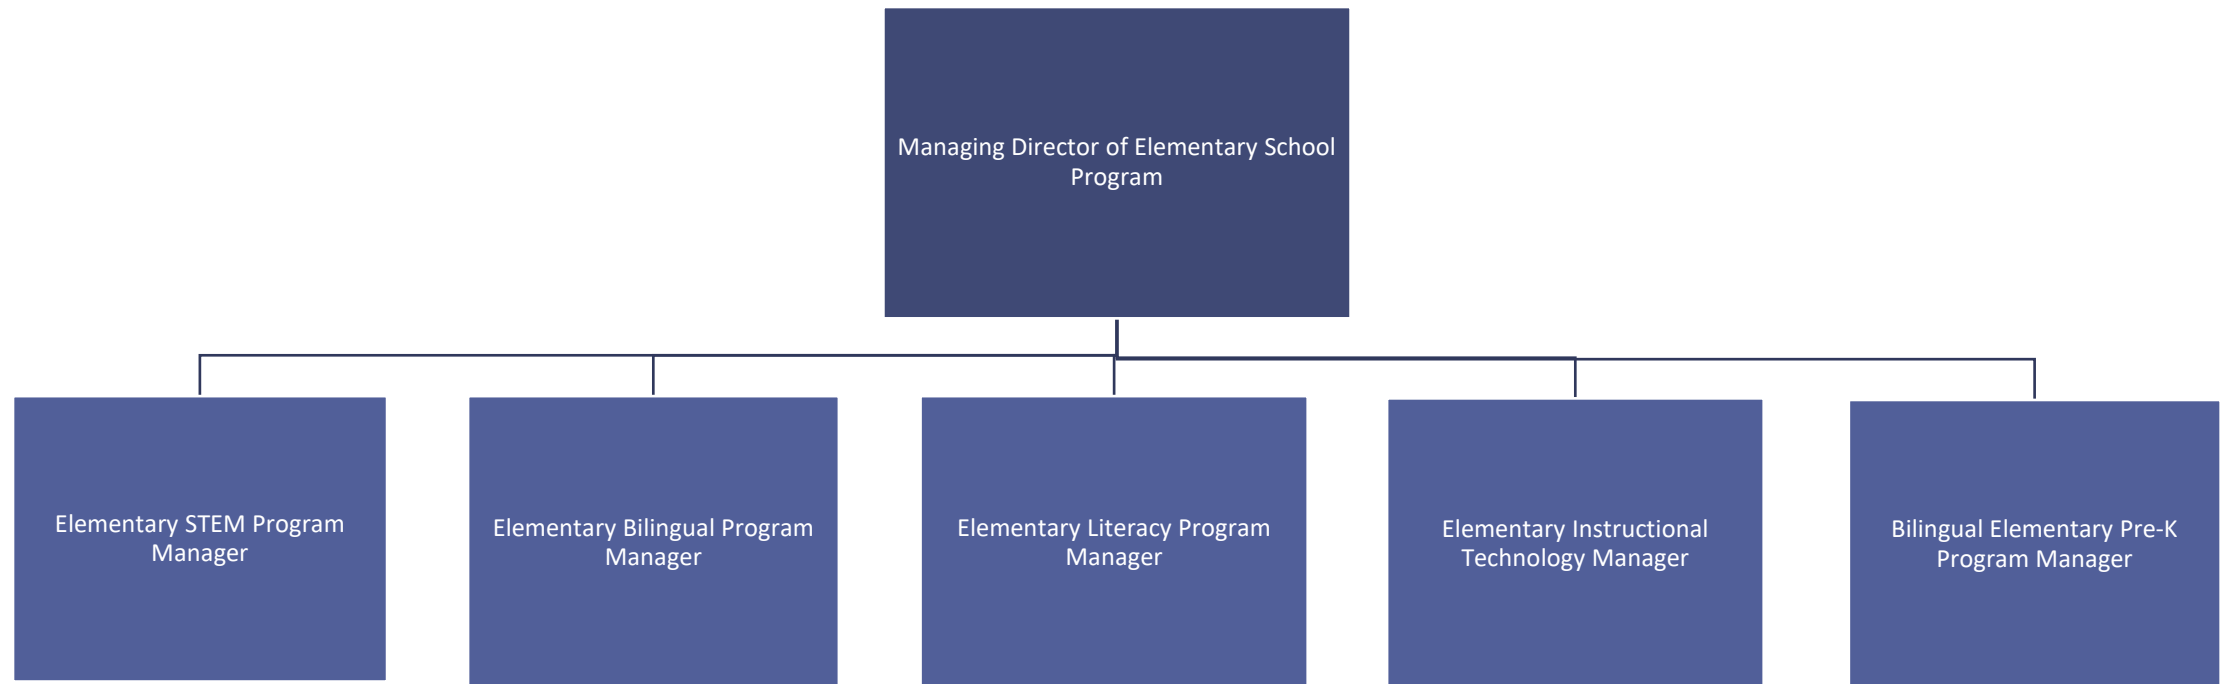 Managing Director of Elementary School
Program
Elementary STEM Program
Manager
Elementary Bilingual Program
Manager
Elementary Literacy Program
Manager
Elementary Instructional
Technology Manager
Bilingual Elementary Pre-K
Program Manager